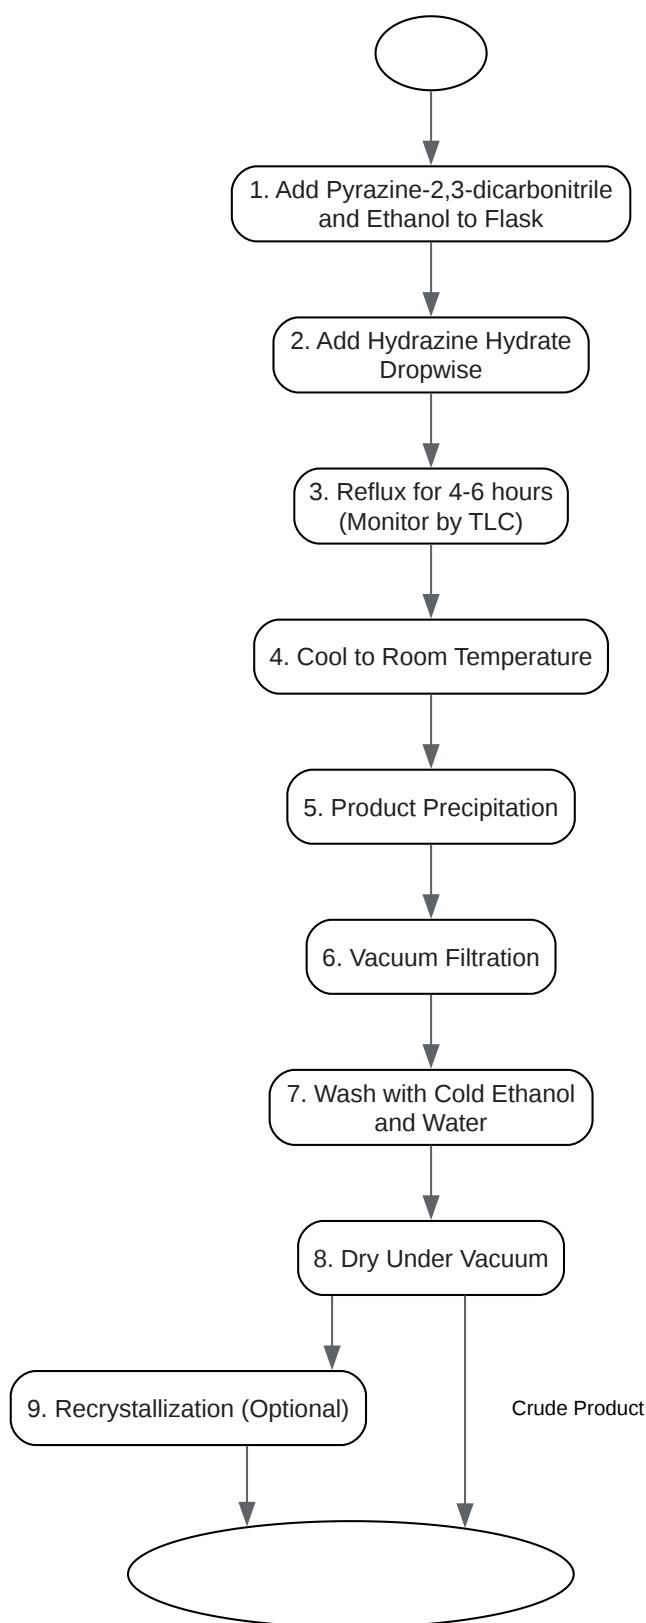 1. Add Pyrazine-2,3-dicarbonitrile
and Ethanol to Flask
2. Add Hydrazine Hydrate
Dropwise
3. Reflux for 4-6 hours
(Monitor by TLC)
4. Cool to Room Temperature
5. Product Precipitation
6. Vacuum Filtration
7. Wash with Cold Ethanol
and Water
8. Dry Under Vacuum
9. Recrystallization (Optional)
Crude Product